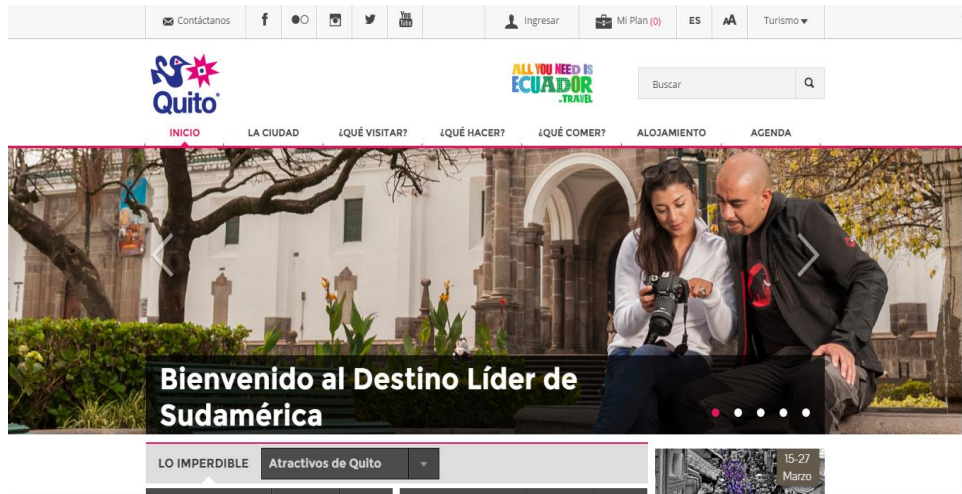 Contáctanos
You
Tube
Ingresar
Mi Plan (0)
ES
AA
Turismo
Quito
ALL YOU NEED IS
ECUADOR
.TRAVEL
Buscar
INICIO
LA CIUDAD
¿QUÉ VISITAR?
¿QUÉ HACER?
¿QUÉ COMER?
ALOJAMIENTO
AGENDA
Bienvenido al Destino Líder de
Sudamérica
LO IMPERDIBLE
Atractivos de Quito
15-27
Marzo